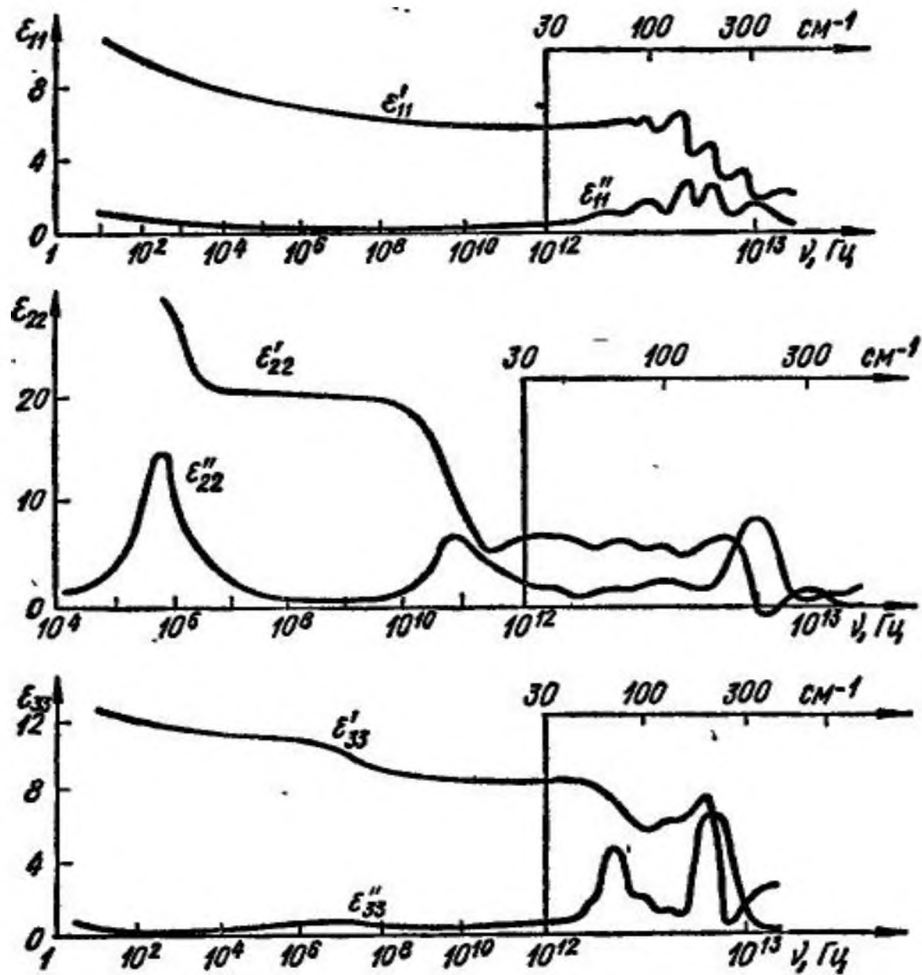 ε₁₁ 30 100 300 см⁻¹
8
ε′₁₁
4
ε″₁₁
0
1 10² 10⁴ 10⁶ 10⁸ 10¹⁰ 10¹² 10¹³ ν, Гц
ε₂₂ 30 100 300 см⁻¹
ε′₂₂
20
ε″₂₂
10
0
10⁴ 10⁶ 10⁸ 10¹⁰ 10¹² 10¹³ ν, Гц
ε₃₃ 30 100 300 см⁻¹
12
ε′₃₃
8
4
ε″₃₃
0
1 10² 10⁴ 10⁶ 10⁸ 10¹⁰ 10¹² 10¹³ ν, Гц